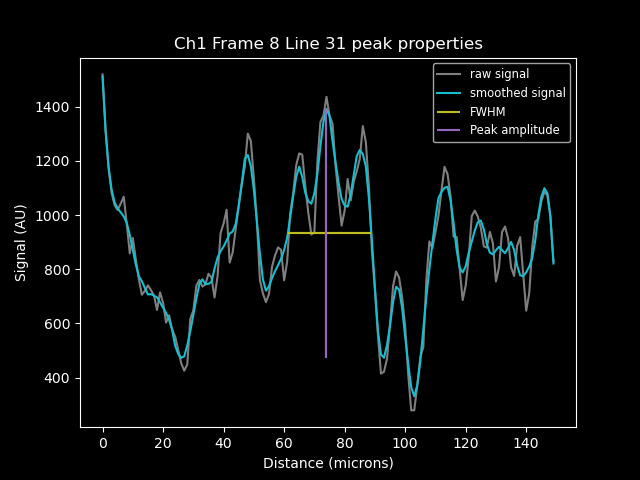 Ch1 Frame 8 Line 31 peak properties
raw signal
smoothed signal
FWHM
Peak amplitude
Signal (AU)
1400
1200
1000
800
600
400
0 20 40 60 80 100 120 140
Distance (microns)